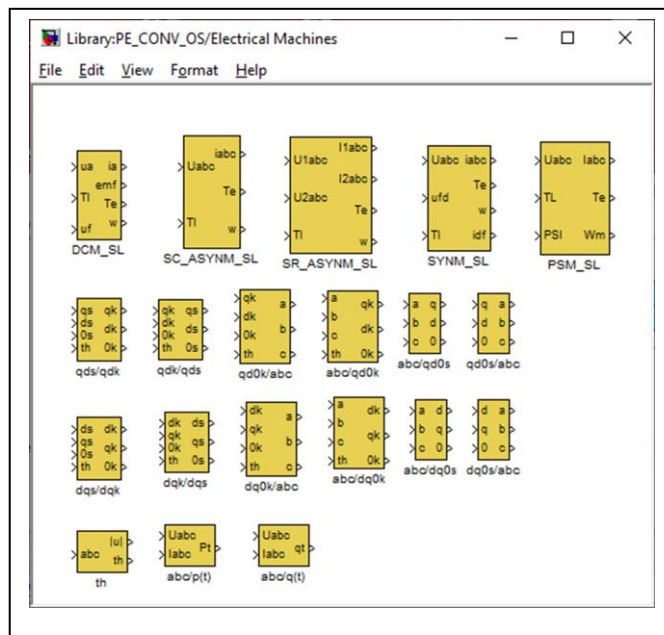 Library:PE_CONV_OS/Electrical Machines
File Edit View Format Help
ua ia
emf
Tl Te
uf w
DCM_SL
iabc
Uabc
Te
Tl w
SC_ASYNM_SL
I1abc
U1abc
I2abc
U2abc
Te
Tl w
SR_ASYNM_SL
Uabc iabc
Te
ufd
w
Tl idf
SYNM_SL
Uabc Iabc
TL Te
PSI Wm
PSM_SL
qs qk
ds dk
0s
th 0k
qds/qdk
qk qs
dk
0k ds
th 0s
qdk/qds
qk a
dk
b
0k
th c
qd0k/abc
a qk
b
dk
c
th 0k
abc/qd0k
a q
b d
c 0
abc/qd0s
q a
d b
0 c
qd0s/abc
ds dk
qs qk
0s
th 0k
dqs/dqk
dk ds
qk qs
0k
th 0s
dqk/dqs
dk a
qk
b
0k
th c
dq0k/abc
a dk
b
qk
c
th 0k
abc/dq0k
a d
b q
c 0
abc/dq0s
d a
q b
0 c
dq0s/abc
abc |u|
th
th
Uabc
Iabc Pt
abc/p(t)
Uabc
Iabc qt
abc/q(t)